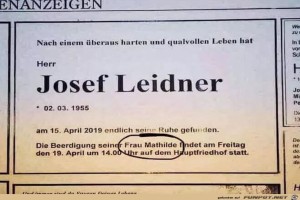 ENANZEIGEN
Nach einem überaus harten und qualvollen Leben hat
Herr
Josef Leidner
* 02. 03. 1955
am 15. April 2019 endlich seine Ruhe gefunden.
Die Beerdigung seiner Frau Mathilde findet am Freitag
den 19. April um 14.00 Uhr auf dem Hauptfriedhof statt.